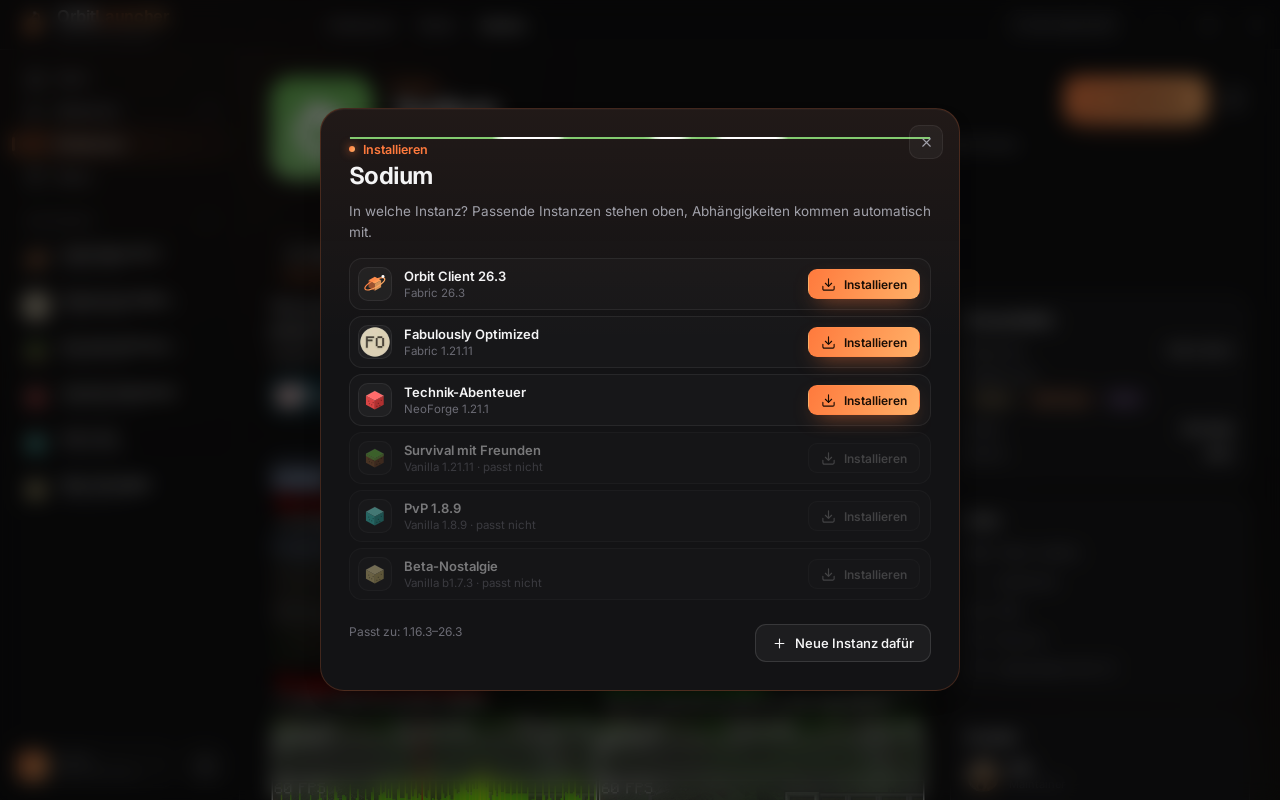 Installieren
Sodium
In welche Instanz? Passende Instanzen stehen oben, Abhängigkeiten kommen automatisch
mit.
Orbit Client 26.3
Fabric 26.3
Installieren
FO
Fabulously Optimized
Fabric 1.21.11
Installieren
Technik-Abenteuer
NeoForge 1.21.1
Installieren
Survival mit Freunden
Vanilla 1.21.11 · passt nicht
Installieren
PvP 1.8.9
Vanilla 1.8.9 · passt nicht
Installieren
Beta-Nostalgie
Vanilla b1.7.3 · passt nicht
Installieren
Passt zu: 1.16.3–26.3
Neue Instanz dafür